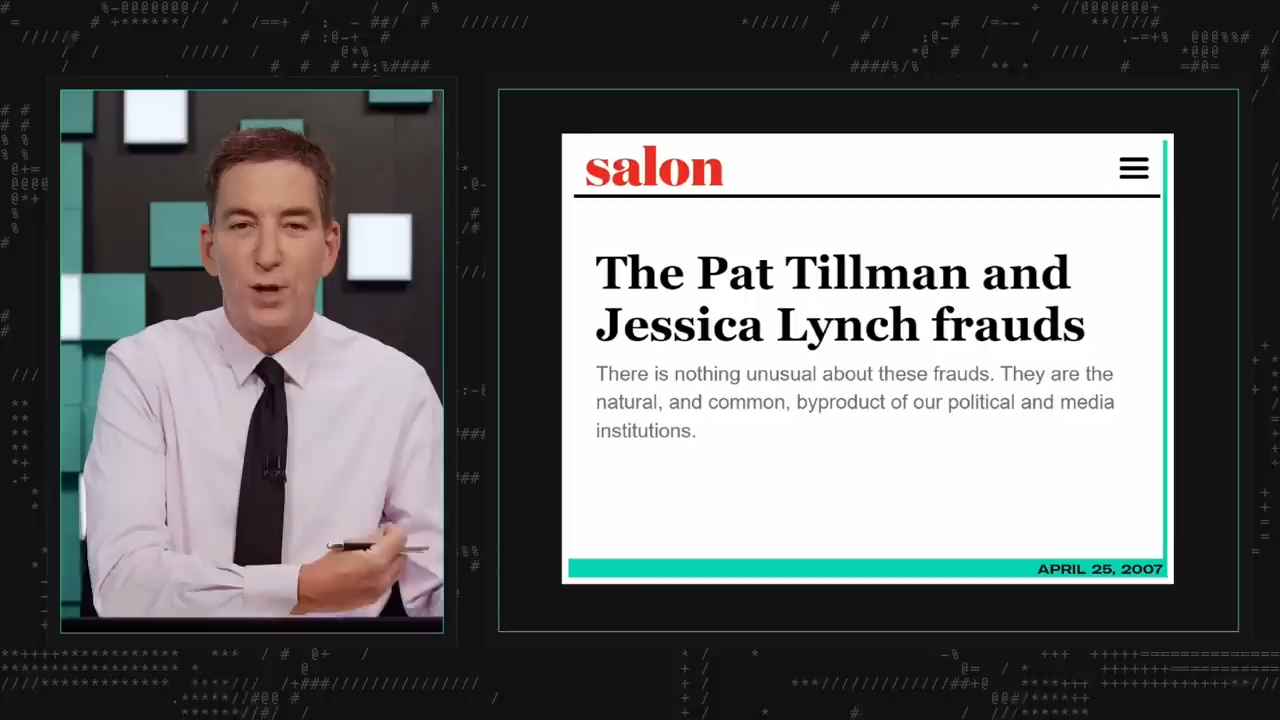 salon
The Pat Tillman and
Jessica Lynch frauds
There is nothing unusual about these frauds. They are the
natural, and common, byproduct of our political and media
institutions.
APRIL 25, 2007